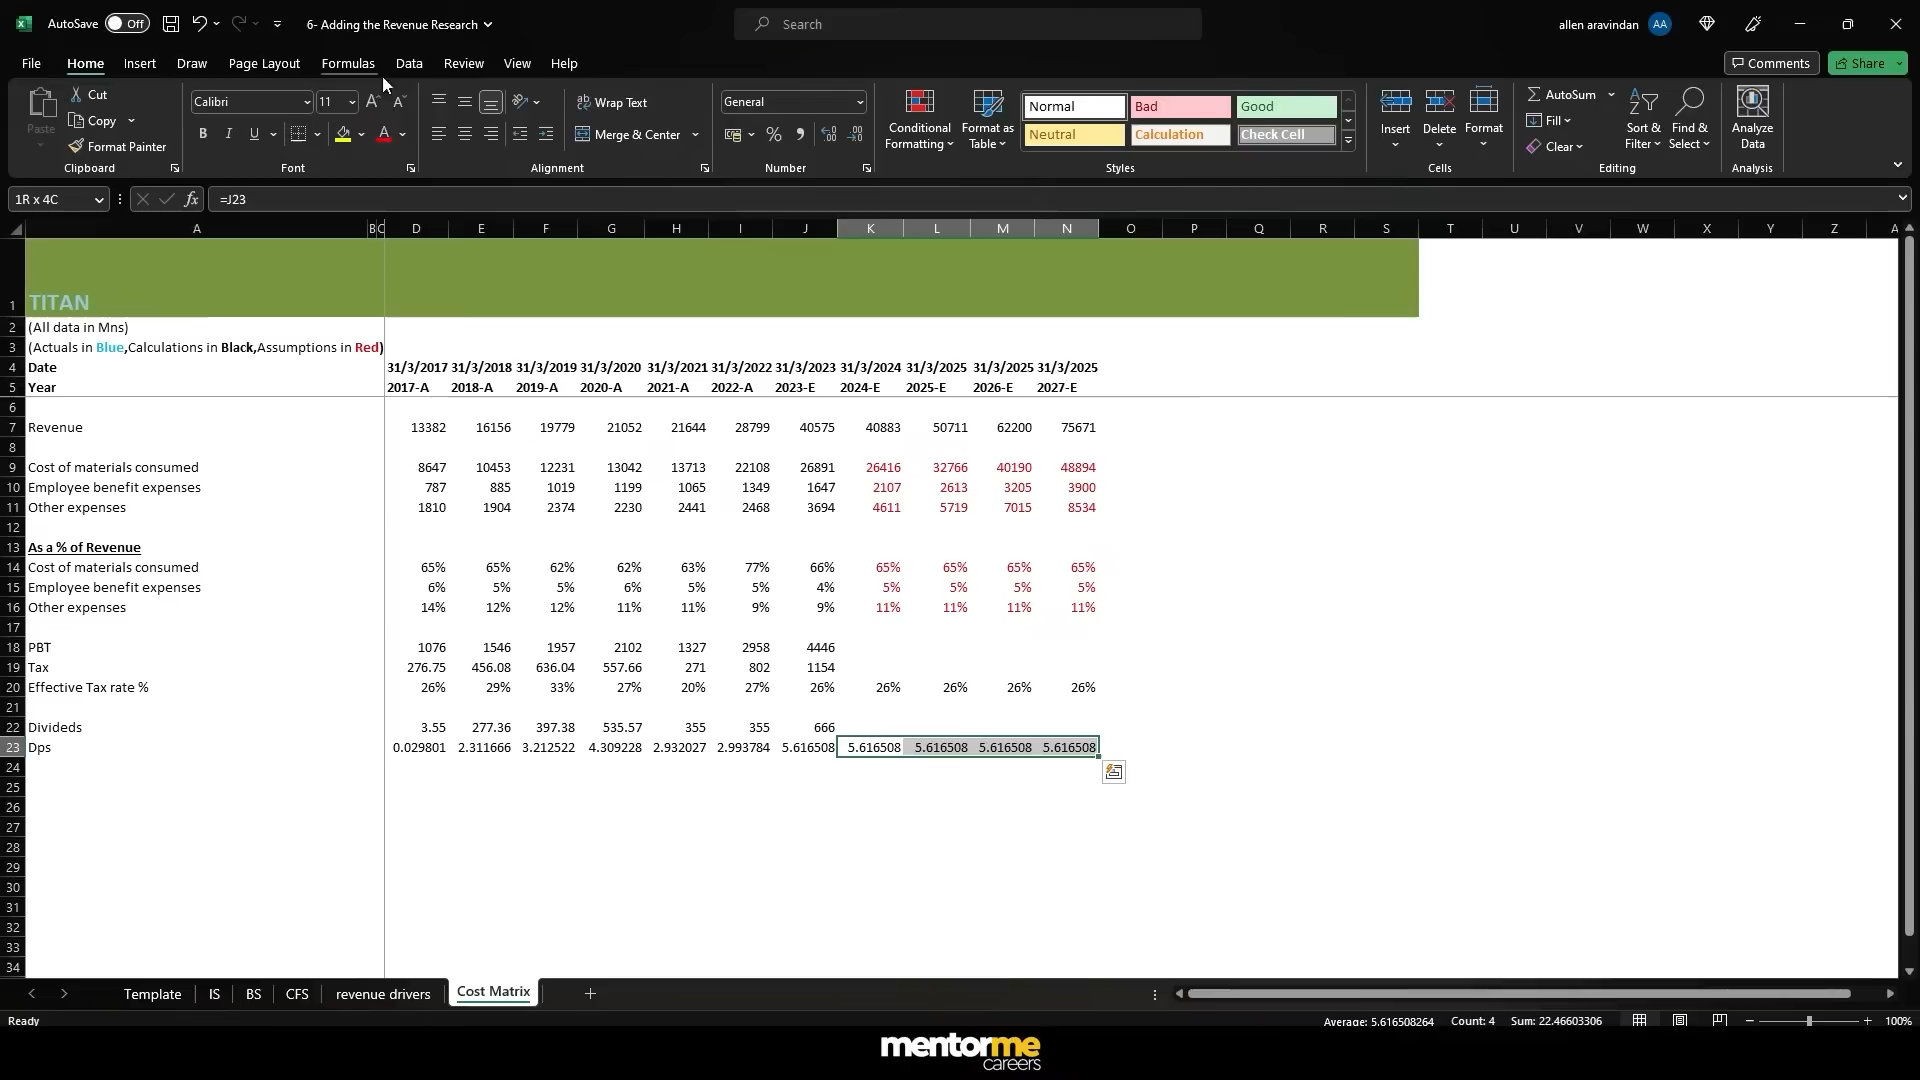 AutoSave Off 6- Adding the Revenue Research Search allen aravindan AA
File Home Insert Draw Page Layout Formulas Data Review View Help Comments Share
Paste Cut Copy Format Painter Clipboard
Calibri 11 B I U Font
Wrap Text Merge & Center Alignment
General % Number
Conditional Formatting Format as Table Normal Bad Good Neutral Calculation Check Cell Styles
Insert Delete Format Cells
AutoSum Fill Clear Sort & Filter Find & Select Editing
Analyze Data Analysis
1R x 4C fx =J23
A B C D E F G H I J K L M N O P Q R S T U V W X Y Z A
1 TITAN
2 (All data in Mns)
3 (Actuals in Blue,Calculations in Black,Assumptions in Red)
4 Date 31/3/2017 31/3/2018 31/3/2019 31/3/2020 31/3/2021 31/3/2022 31/3/2023 31/3/2024 31/3/2025 31/3/2025 31/3/2025
5 Year 2017-A 2018-A 2019-A 2020-A 2021-A 2022-A 2023-E 2024-E 2025-E 2026-E 2027-E
6
7 Revenue 13382 16156 19779 21052 21644 28799 40575 40883 50711 62200 75671
8
9 Cost of materials consumed 8647 10453 12231 13042 13713 22108 26891 26416 32766 40190 48894
10 Employee benefit expenses 787 885 1019 1199 1065 1349 1647 2107 2613 3205 3900
11 Other expenses 1810 1904 2374 2230 2441 2468 3694 4611 5719 7015 8534
12
13 As a % of Revenue
14 Cost of materials consumed 65% 65% 62% 62% 63% 77% 66% 65% 65% 65% 65%
15 Employee benefit expenses 6% 5% 5% 6% 5% 5% 4% 5% 5% 5% 5%
16 Other expenses 14% 12% 12% 11% 11% 9% 9% 11% 11% 11% 11%
17
18 PBT 1076 1546 1957 2102 1327 2958 4446
19 Tax 276.75 456.08 636.04 557.66 271 802 1154
20 Effective Tax rate % 26% 29% 33% 27% 20% 27% 26% 26% 26% 26% 26%
21
22 Divideds 3.55 277.36 397.38 535.57 355 355 666
23 Dps 0.029801 2.311666 3.212522 4.309228 2.932027 2.993784 5.616508 5.616508 5.616508 5.616508 5.616508
24
25
26
27
28
29
30
31
32
33
34
Template IS BS CFS revenue drivers Cost Matrix
Ready Average: 5.616508264 Count: 4 Sum: 22.46603306 100%
mentorme
careers